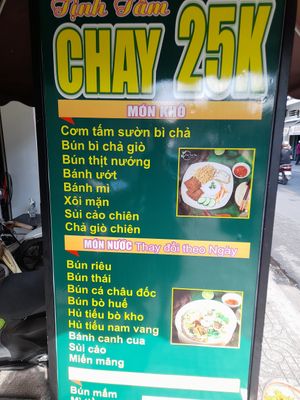 Tịnh Tâm
CHAY 25K
MÓN KHÔ
Cơm tấm sườn bì chả
Bún bì chả giò
Bún thịt nướng
Bánh ướt
Bánh mì
Xôi mặn
Sủi cảo chiên
Chả giò chiên
MÓN NƯỚC Thay đổi theo Ngày
Bún riêu
Bún thái
Bún cá châu đốc
Bún bò huế
Hủ tiếu bò kho
Hủ tiếu nam vang
Bánh canh cua
Sủi cảo
Miến măng
Bún mắm